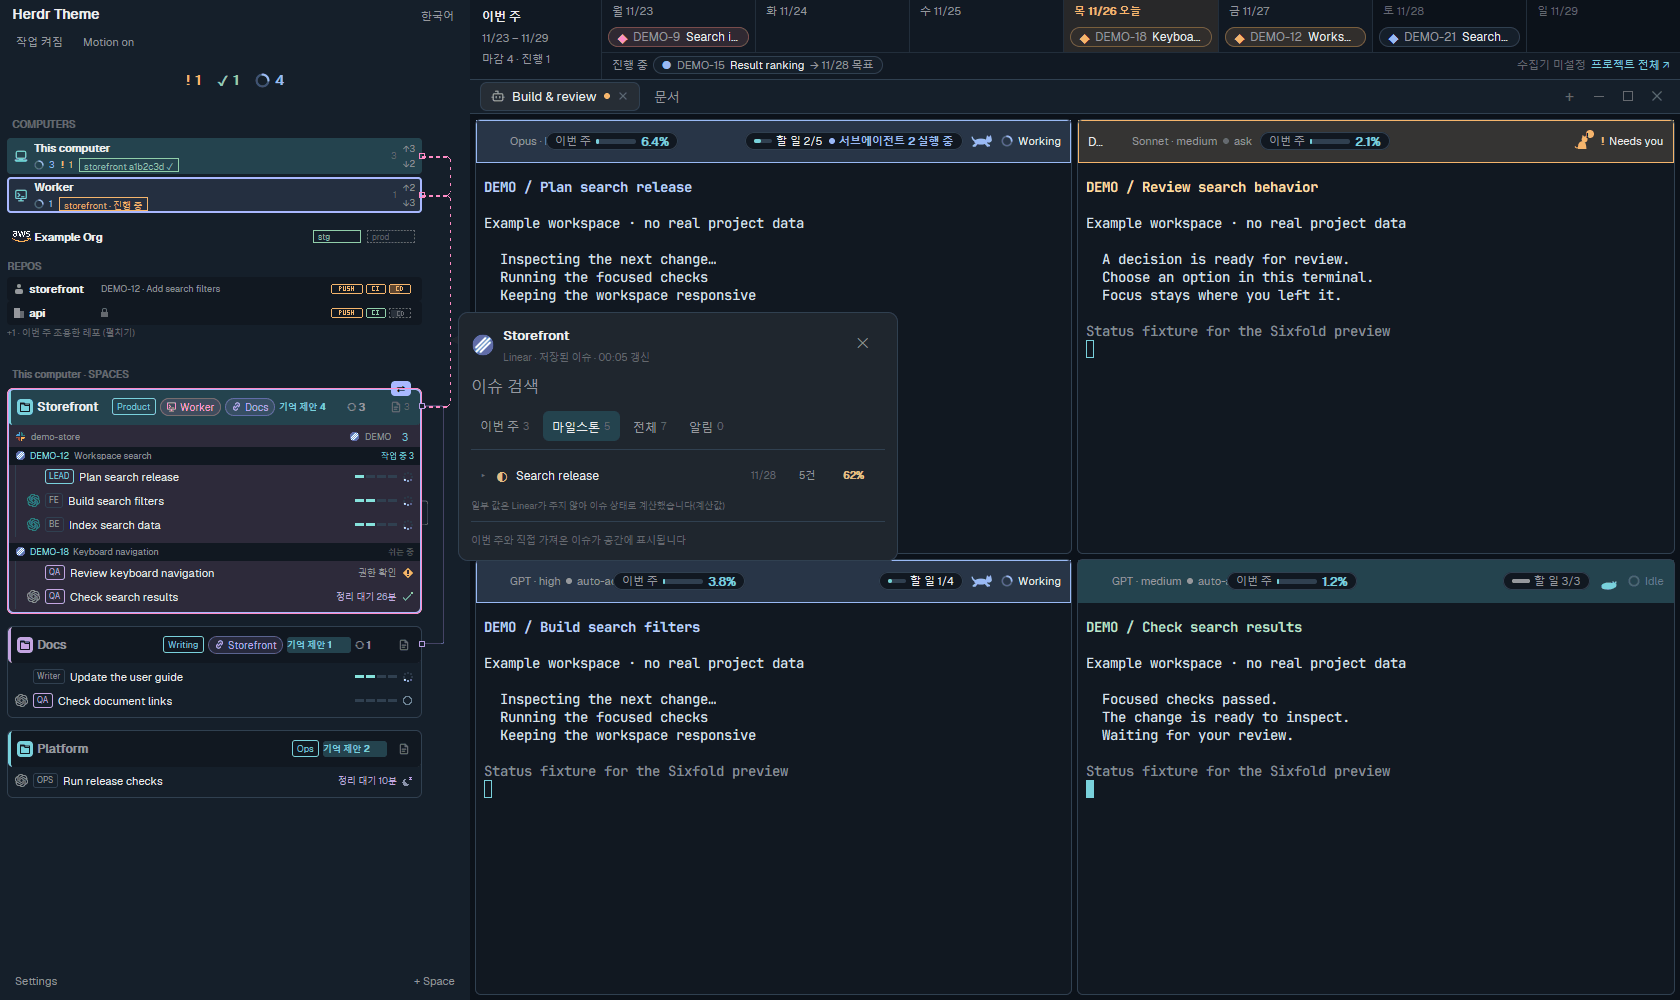 Herdr Theme
한국어
작업 켜짐 Motion on
! 1 ✓ 1 4
COMPUTERS
This computer
3 ! 1 storefront a1b2c3d ✓
3 ↑3 ↓2
Worker
1 storefront · 진행 중
1 ↑2 ↓3
aws Example Org stg prod
REPOS
storefront DEMO-12 · Add search filters PUSH CI CD
api PUSH CI CD
+1 · 이번 주 조용한 레포 (펼치기)
This computer · SPACES
Storefront Product Worker Docs 기억 제안 4 3 3
demo-store DEMO 3
DEMO-12 Workspace search 작업 중 3
LEAD Plan search release
FE Build search filters
BE Index search data
DEMO-18 Keyboard navigation 쉬는 중
QA Review keyboard navigation 권한 확인
QA Check search results 정리 대기 26분
Docs Writing Storefront 기억 제안 1 1
Writer Update the user guide
QA Check document links
Platform Ops 기억 제안 2
OPS Run release checks 정리 대기 10분
Settings + Space
이번 주
11/23 – 11/29
마감 4 · 진행 1
월 11/23
DEMO-9 Search i...
화 11/24
수 11/25
목 11/26 오늘
DEMO-18 Keyboa...
금 11/27
DEMO-12 Works...
토 11/28
DEMO-21 Search...
일 11/29
진행 중 DEMO-15 Result ranking → 11/28 목표
수집기 미설정 프로젝트 전체 ↗
Build & review
문서
Opus · 이번 주 6.4% 할 일 2/5 서브에이전트 2 실행 중 Working
DEMO / Plan search release
Example workspace · no real project data
Inspecting the next change…
Running the focused checks
Keeping the workspace responsive
D... Sonnet · medium ask 이번 주 2.1% ! Needs you
DEMO / Review search behavior
Example workspace · no real project data
A decision is ready for review.
Choose an option in this terminal.
Focus stays where you left it.
Status fixture for the Sixfold preview
Storefront
Linear · 저장된 이슈 · 00:05 갱신
이슈 검색
이번 주 3 마일스톤 5 전체 7 알림 0
Search release 11/28 5건 62%
일부 값은 Linear가 주지 않아 이슈 상태로 계산했습니다(계산값)
이번 주와 직접 가져온 이슈가 공간에 표시됩니다
GPT · high auto-ac 이번 주 3.8% 할 일 1/4 Working
DEMO / Build search filters
Example workspace · no real project data
Inspecting the next change…
Running the focused checks
Keeping the workspace responsive
Status fixture for the Sixfold preview
GPT · medium auto- 이번 주 1.2% 할 일 3/3 Idle
DEMO / Check search results
Example workspace · no real project data
Focused checks passed.
The change is ready to inspect.
Waiting for your review.
Status fixture for the Sixfold preview